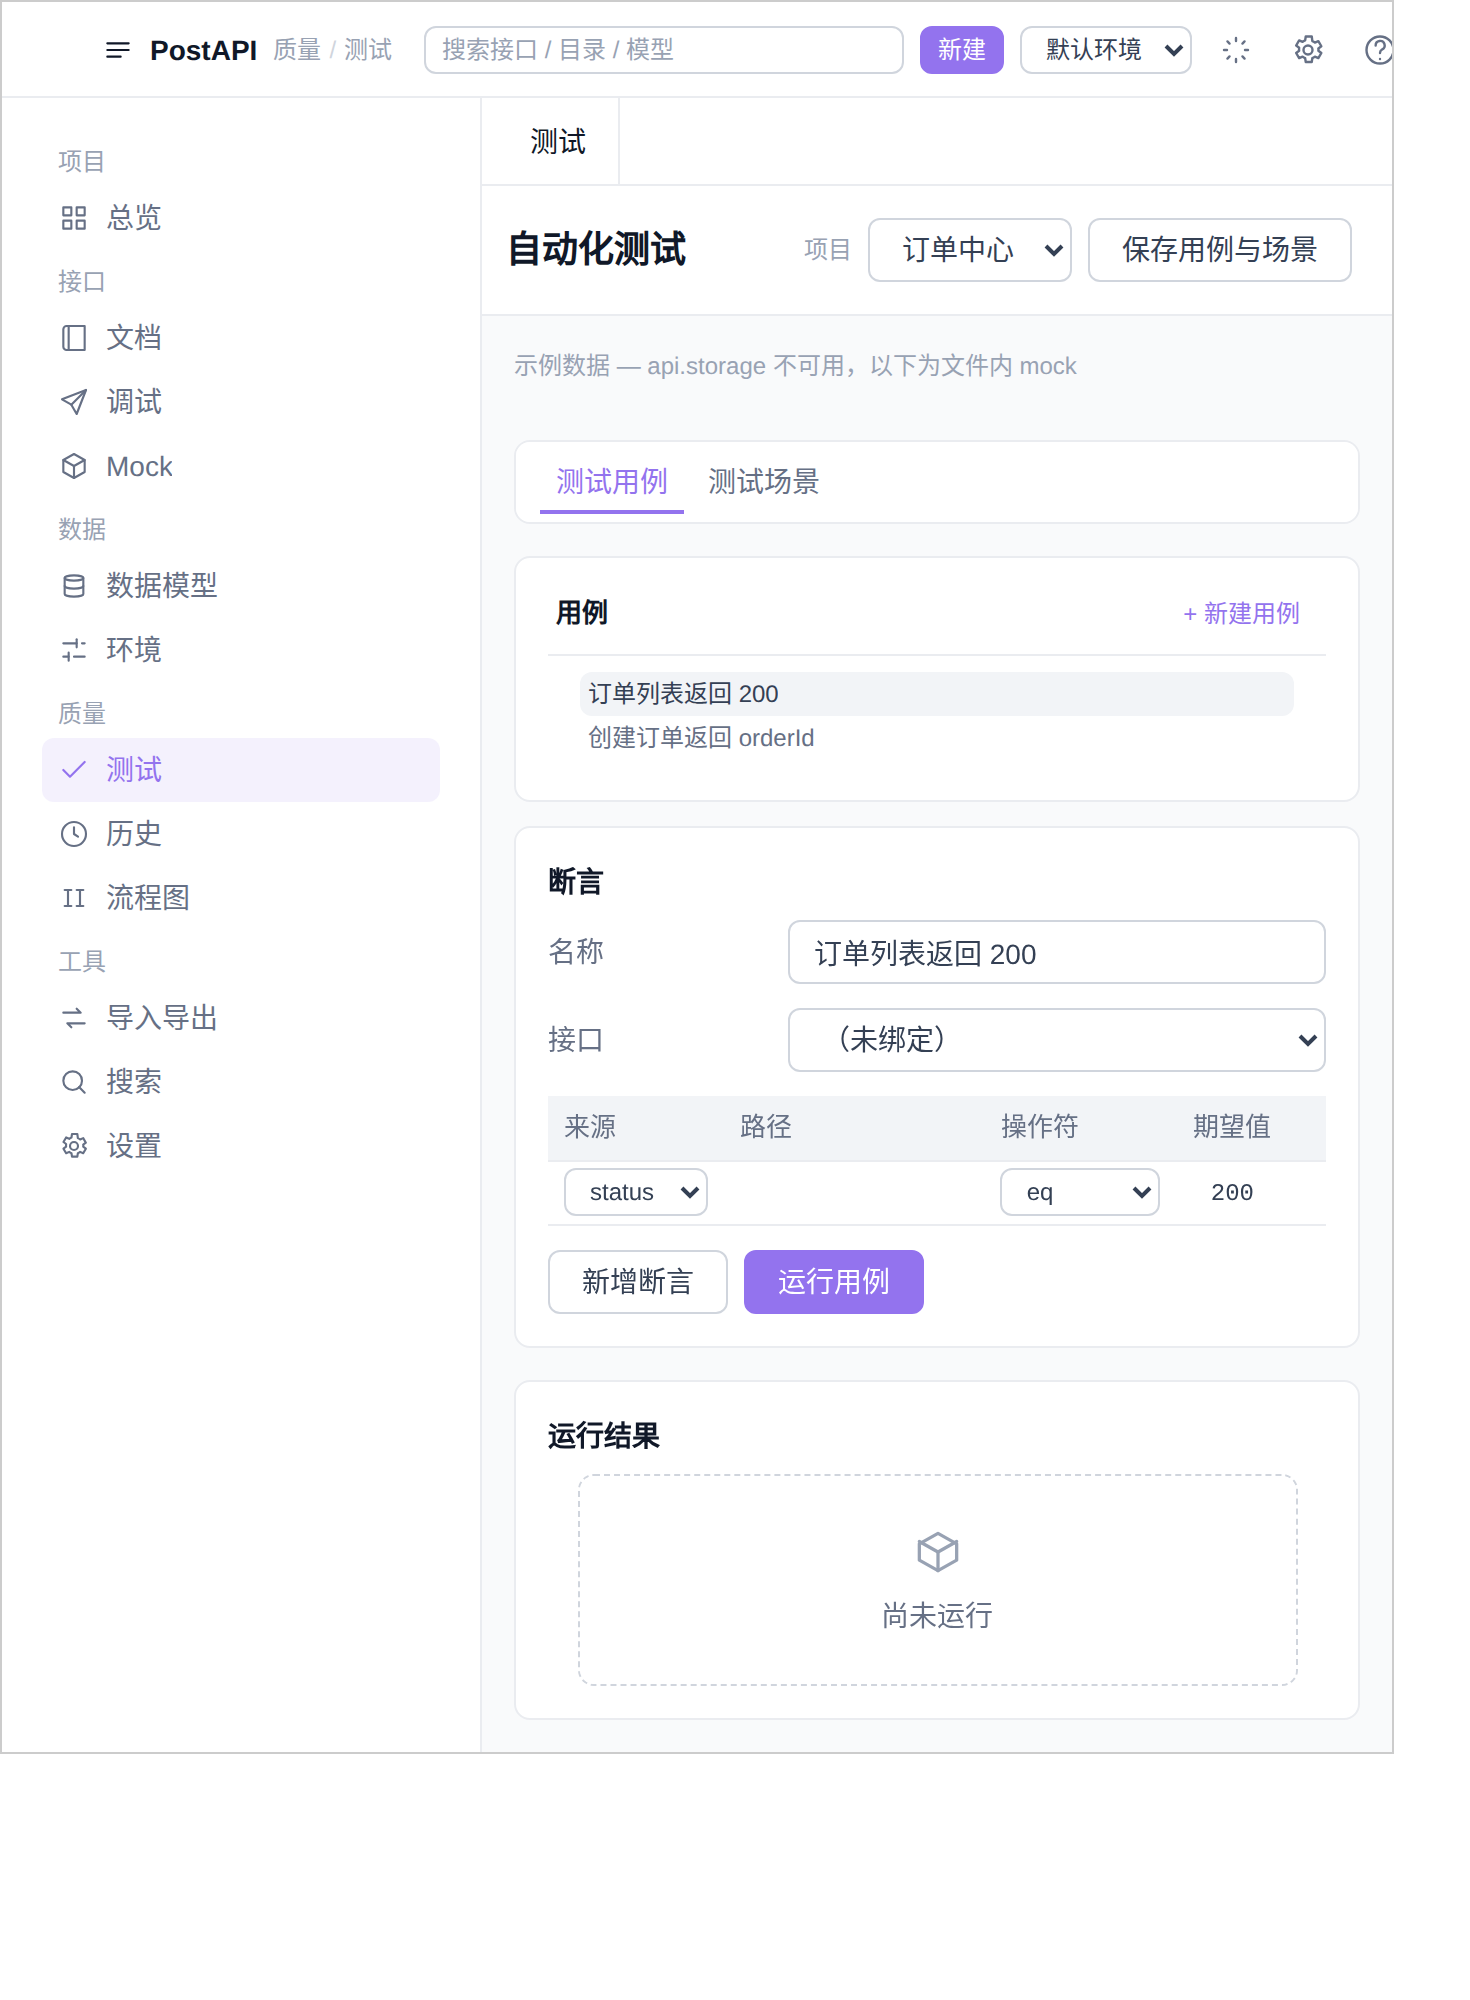 PostAPI 质量 / 测试 搜索接口 / 目录 / 模型 新建 默认环境
项目
总览
接口
文档
调试
Mock
数据
数据模型
环境
质量
测试
历史
流程图
工具
导入导出
搜索
设置
测试
自动化测试 项目 订单中心 保存用例与场景
示例数据 — api.storage 不可用，以下为文件内 mock
测试用例 测试场景
用例 + 新建用例
订单列表返回 200
创建订单返回 orderId
断言
名称 订单列表返回 200
接口 （未绑定）
来源 路径 操作符 期望值
status eq 200
新增断言 运行用例
运行结果
尚未运行